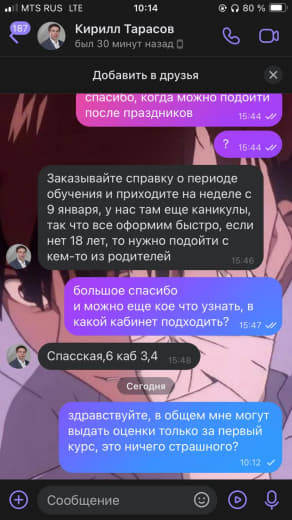 MTS RUS LTE 10:14 80 %
187
Кирилл Тарасов
был 30 минут назад
Добавить в друзья
спасибо, когда можно подойти
после праздников
15:44
?
15:44
Заказывайте справку о периоде
обучения и приходите на неделе с
9 января, у нас там еще каникулы,
так что все оформим быстро, если
нет 18 лет, то нужно подойти с
кем-то из родителей
15:46
большое спасибо
и можно еще кое что узнать, в
какой кабинет подходить?
15:47
Спасская,6 каб 3,4
15:48
Сегодня
здравствуйте, в общем мне могут
выдать оценки только за первый
курс, это ничего страшного?
10:12
Сообщение